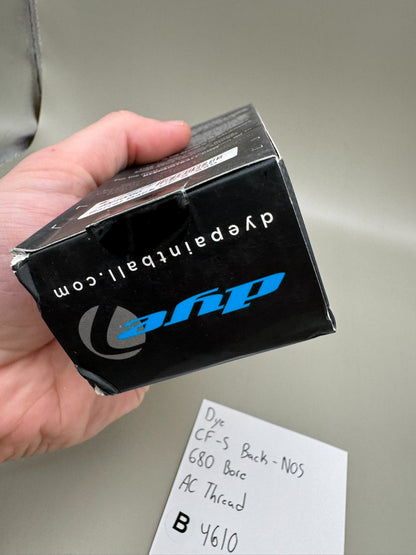 dyepaintball.com
dye
Dye
CF-S Back - NOS
680 Bore
AC Thread
B 4610